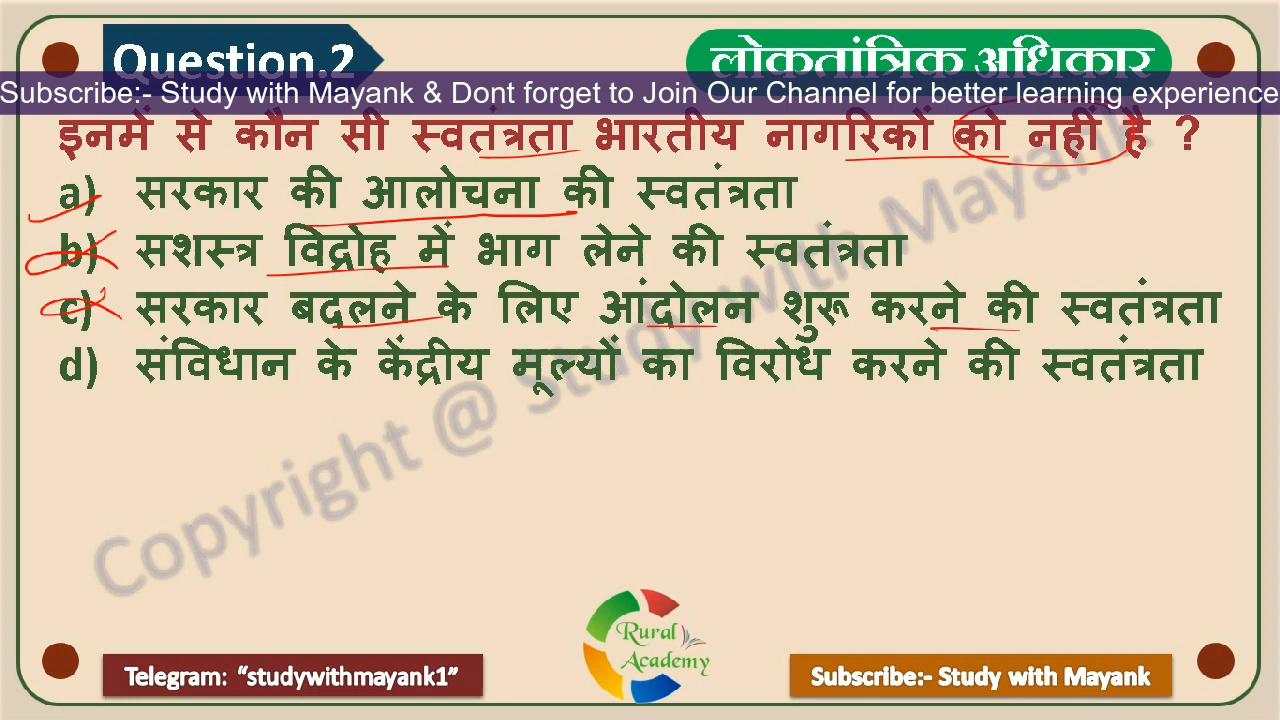 Question.2
लोकतांत्रिक अधिकार
Subscribe:- Study with Mayank & Dont forget to Join Our Channel for better learning experience
इनमें से कौन सी स्वतंत्रता भारतीय नागरिकों को नहीं है ?
a) सरकार की आलोचना की स्वतंत्रता
b) सशस्त्र विद्रोह में भाग लेने की स्वतंत्रता
c) सरकार बदलने के लिए आंदोलन शुरू करने की स्वतंत्रता
d) संविधान के केंद्रीय मूल्यों का विरोध करने की स्वतंत्रता
Copyright @ Study with Mayank
Rural
Academy
Telegram: “studywithmayank1”
Subscribe:- Study with Mayank